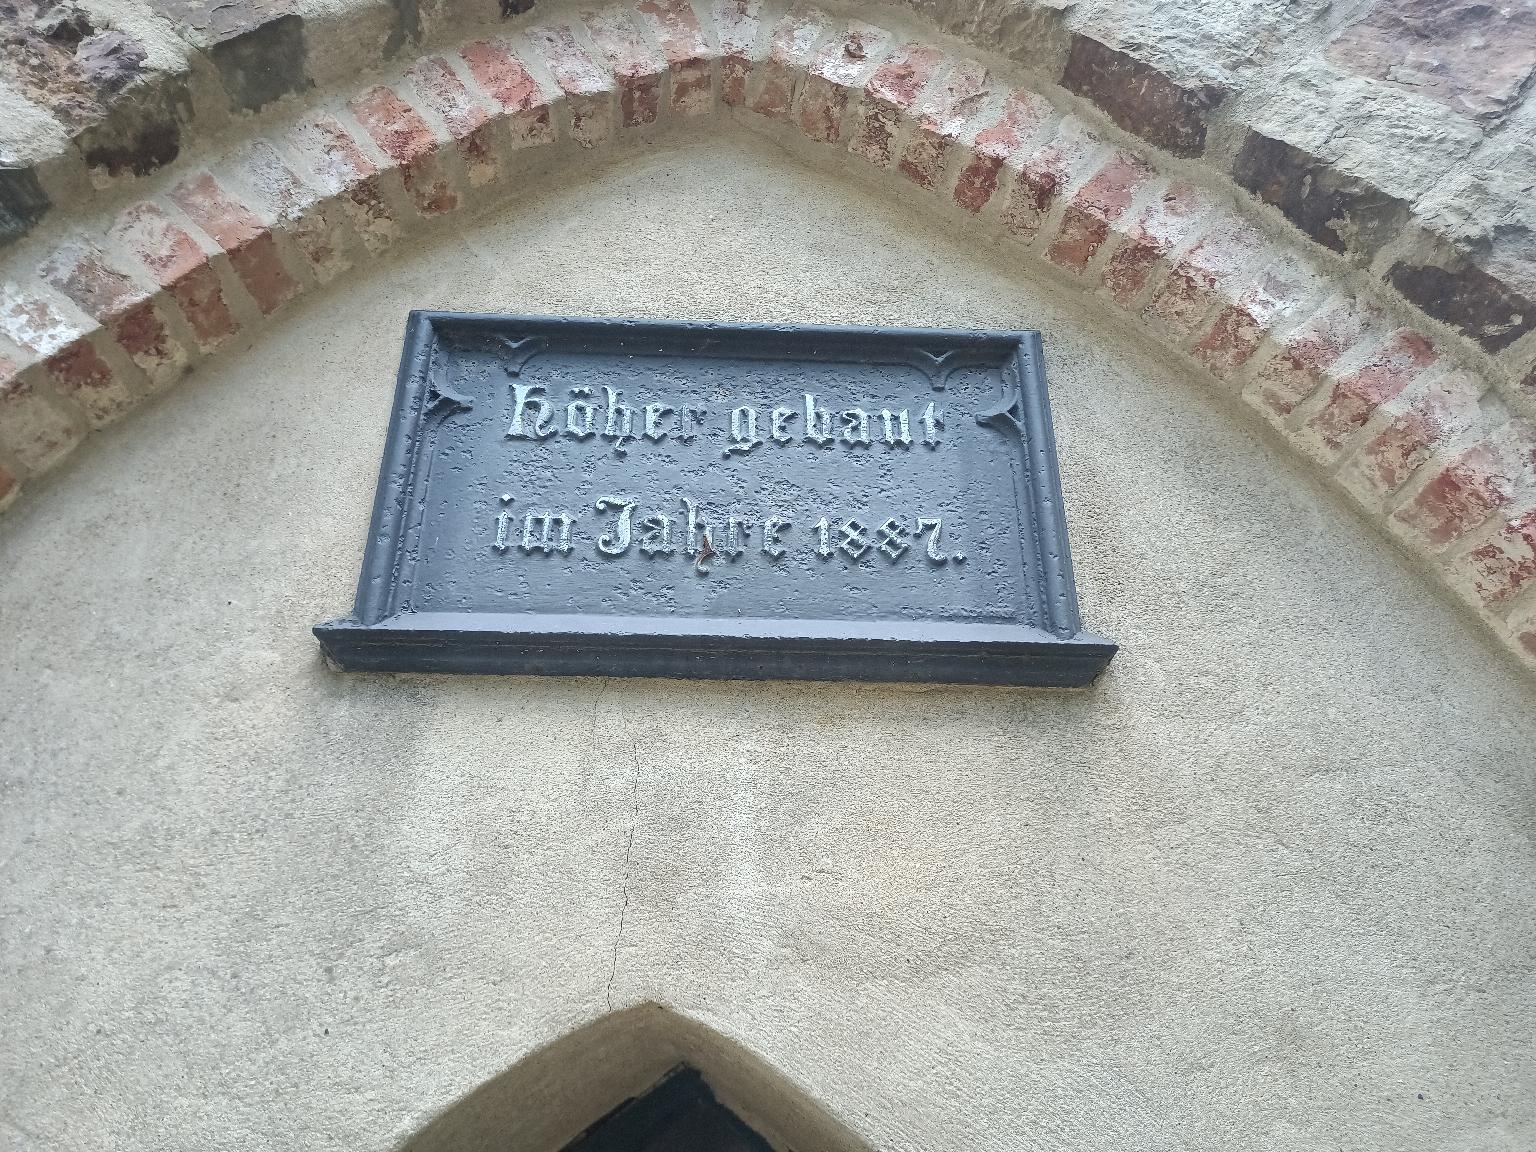 Höher gebaut
im Jahre 1887.